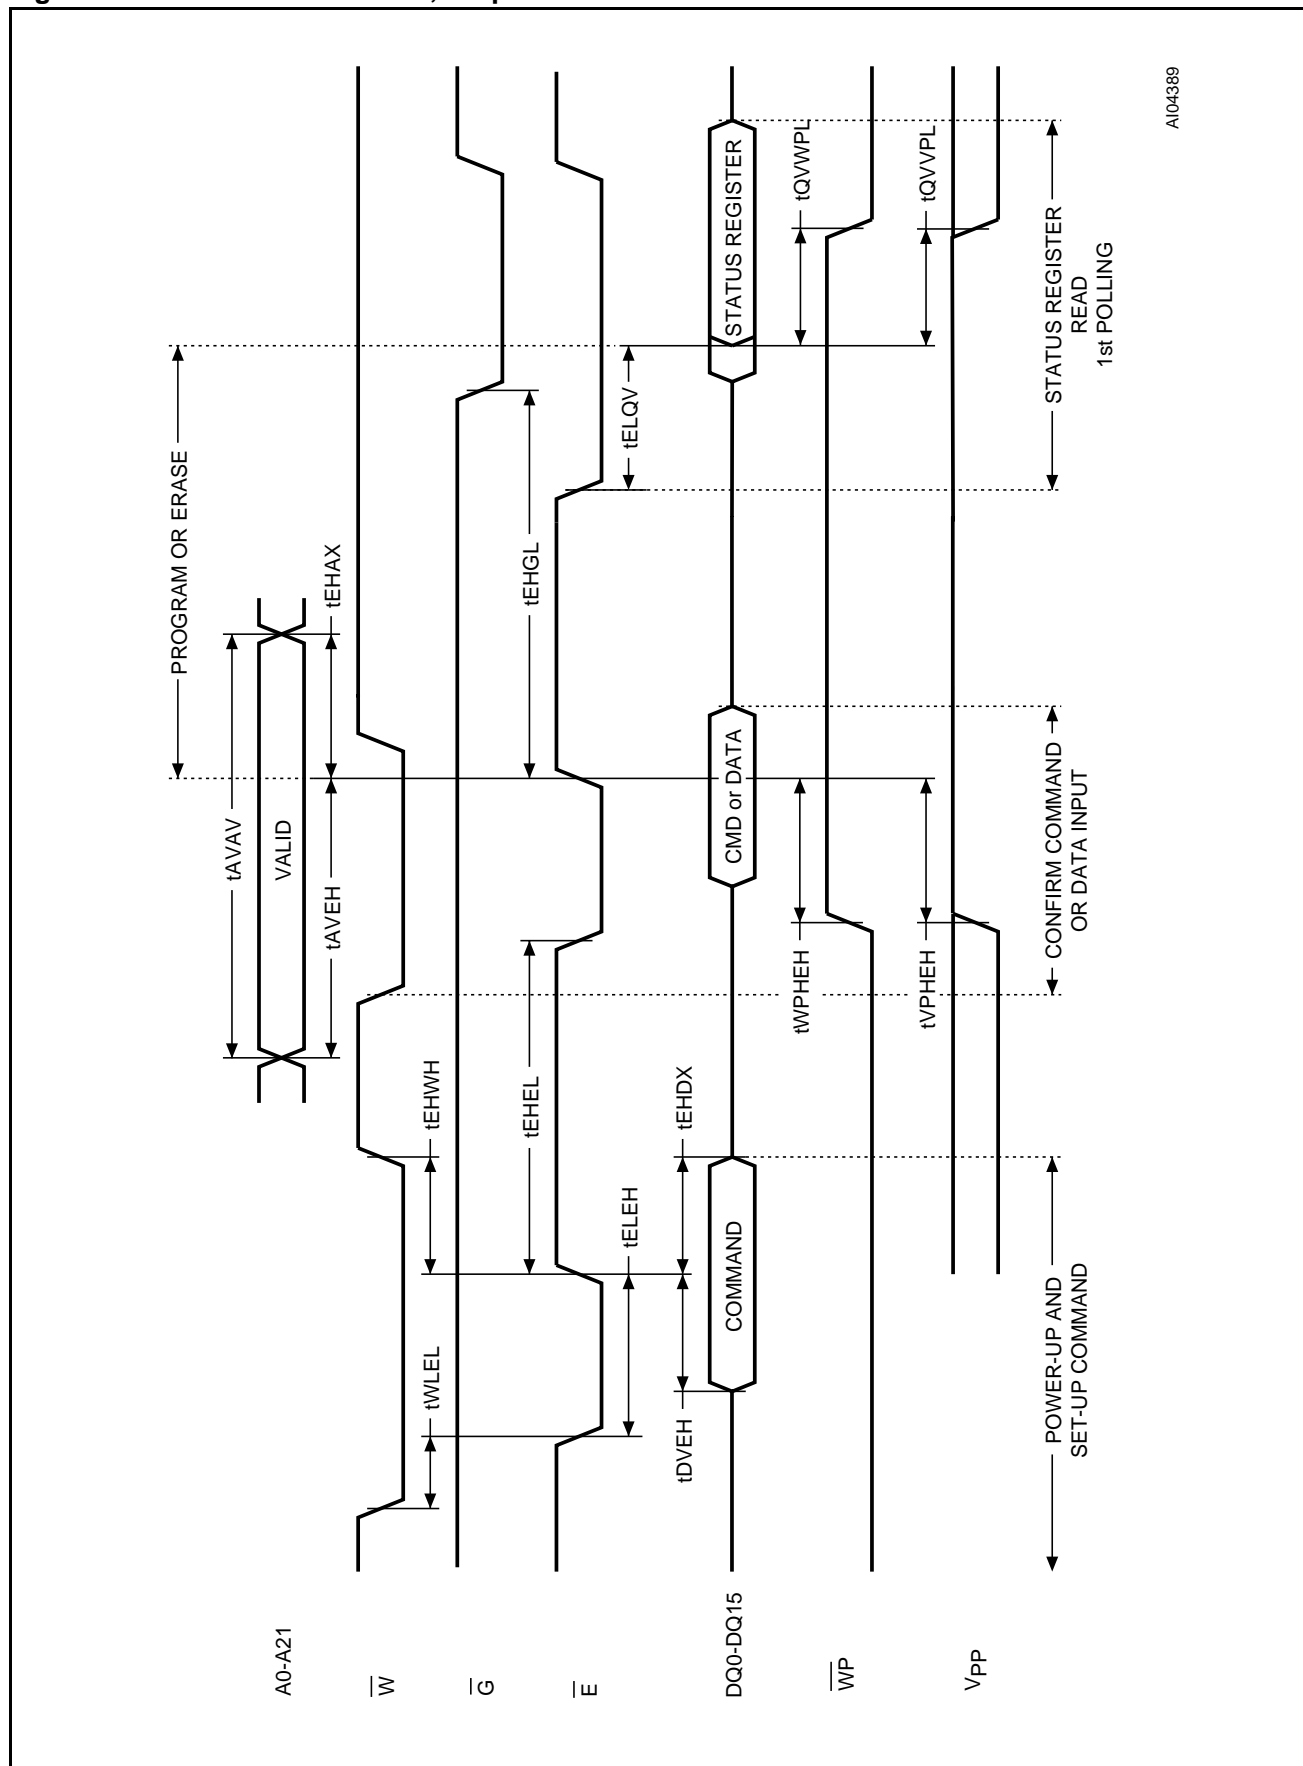 A0-A21
VALID
tAVAV
tAVEH
tEHAX
PROGRAM OR ERASE
W
tWLEL
tEHWH
G
tEHEL
tEHGL
E
tELEH
tELQV
tDVEH
tEHDX
DQ0-DQ15
COMMAND
CMD or DATA
STATUS REGISTER
WP
tWPHEH
tQVWPL
VPP
tVPHEH
tQVVPL
POWER-UP AND
SET-UP COMMAND
CONFIRM COMMAND
OR DATA INPUT
STATUS REGISTER
READ
1st POLLING
AI04389